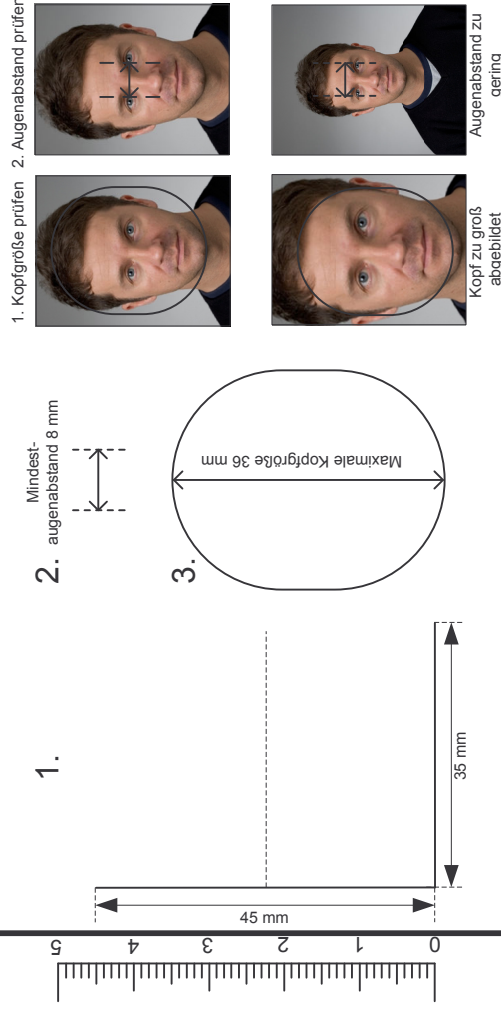 1. Kopfgröße prüfen
2. Augenabstand prüfen
Kopf zu groß
abgebildet
Augenabstand zu
gering
2.
Mindest-
augenabstand 8 mm
3.
Maximale Kopfgröße 36 mm
1.
45 mm
35 mm
5
4
3
2
1
0